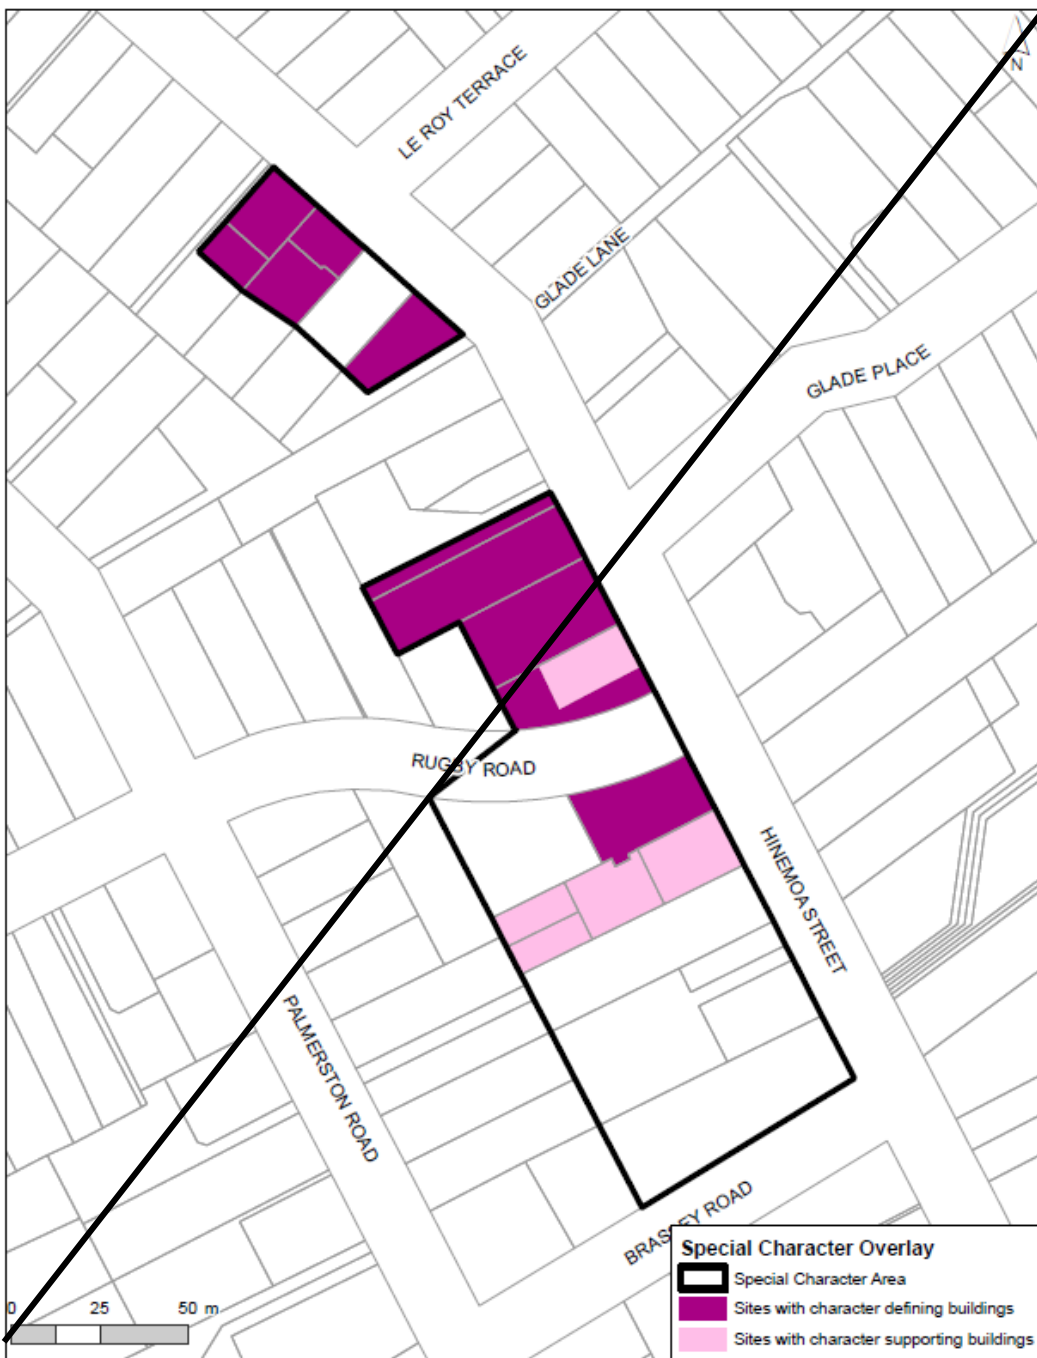 N
LE ROY TERRACE
GLADE LANE
GLADE PLACE
RUGBY ROAD
HINEMOA STREET
PALMERSTON ROAD
BRASSEY ROAD
Special Character Overlay
Special Character Area
Sites with character defining buildings
Sites with character supporting buildings
0 25 50 m